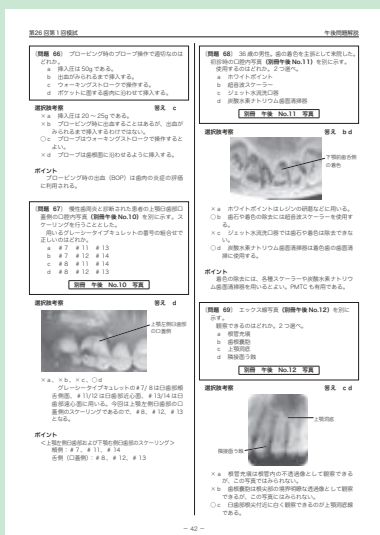 第26回第1回模試
午後問題解説
(問題 66) プロービング時のプローブ操作で適切なのは
どれか。
a 挿入圧は50gである。
b 出血がみられるまで挿入する。
c ウォーキングストロークで操作する。
d ポケットに面する歯肉に沿わせて挿入する。
選択肢考察 答え c
×a 挿入圧は20〜25gである。
×b プロービング時に出血することはあるが、出血が
みられるまで挿入するわけではない。
○c プローブはウォーキングストロークで操作すると
よい。
×d プローブは歯根面に沿わせるように挿入する。
ポイント
プロービング時の出血（BOP）は歯肉の炎症の評価
に利用される。
(問題 67) 慢性歯周炎と診断された患者の上顎臼歯部口
蓋側の口腔内写真（別冊午後No.10）を別に示す。ス
ケーリングを行うこととした。
用いるグレーシータイプキュレットの番号の組合せで
正しいのはどれか。
a #7 #11 #13
b #7 #12 #14
c #8 #11 #14
d #8 #12 #13
別冊 午後 No.10 写真
選択肢考察 答え d
上顎左側臼歯部
の口蓋側
×a、×b、×c、○d
グレーシータイプキュレットの#7/8は臼歯部頰
舌側面、#11/12は臼歯部近心面、#13/14は臼
歯部遠心面に用いる。今回は上顎左側臼歯部の口
蓋側のスケーリングであるので、#8、#12、#13
となる。
ポイント
<上顎左側臼歯部および下顎右側臼歯部のスケーリング>
頰側：#7、#11、#14
舌側（口蓋側）：#8、#12、#13
(問題 68) 36歳の男性。歯の着色を主訴として来院した。
初診時の口腔内写真（別冊午後No.11）を別に示す。
使用するのはどれか。2つ選べ。
a ホワイトポイント
b 超音波スケーラー
c ジェット水流洗口器
d 炭酸水素ナトリウム歯面清掃器
別冊 午後 No.11 写真
選択肢考察 答え b d
下顎前歯舌側
の着色
×a ホワイトポイントはレジンの研磨などに用いる。
○b 歯石や着色の除去には超音波スケーラーを使用す
る。
×c ジェット水流洗口器では歯石や着色は除去できな
い。
○d 炭酸水素ナトリウム歯面清掃器は着色歯の歯面清
掃に使用する。
ポイント
着色の除去には、各種スケーラーや炭酸水素ナトリウ
ム歯面清掃器を用いるとよい。PMTCも有用である。
(問題 69) エックス線写真（別冊午後No.12）を別に
示す。
観察できるのはどれか。2つ選べ。
a 根管充塡
b 歯根囊胞
c 上顎洞底
d 隣接面う蝕
別冊 午後 No.12 写真
選択肢考察 答え c d
上顎洞底
隣接面う蝕
×a 根管充塡は根管内の不透過像として観察できる
が、この写真ではみられない。
×b 歯根囊胞は根尖部の境界明瞭な透過像として観察
できるが、この写真にはみられない。
○c 臼歯部根尖付近に白く観察できるのが上顎洞底線
である。
− 42 −